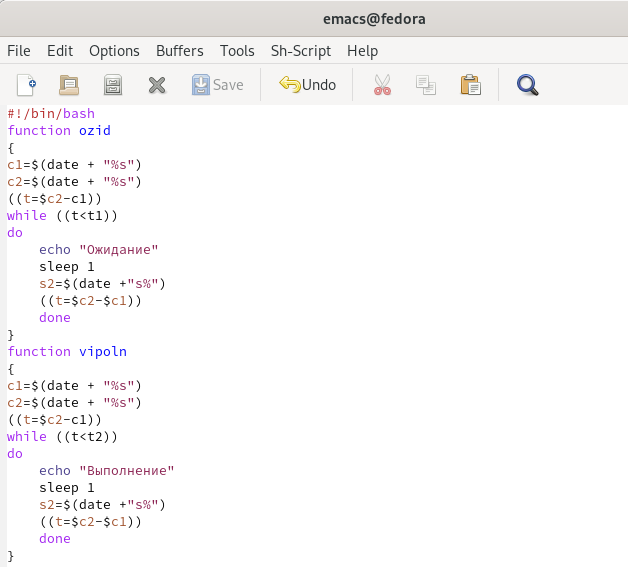 emacs@fedora
File Edit Options Buffers Tools Sh-Script Help
Save Undo
#!/bin/bash
function ozid
{
c1=$(date + "%s")
c2=$(date + "%s")
((t=$c2-c1))
while ((t<t1))
do
    echo "Ожидание"
    sleep 1
    s2=$(date +"s%")
    ((t=$c2-$c1))
    done
}
function vipoln
{
c1=$(date + "%s")
c2=$(date + "%s")
((t=$c2-c1))
while ((t<t2))
do
    echo "Выполнение"
    sleep 1
    s2=$(date +"s%")
    ((t=$c2-$c1))
    done
}